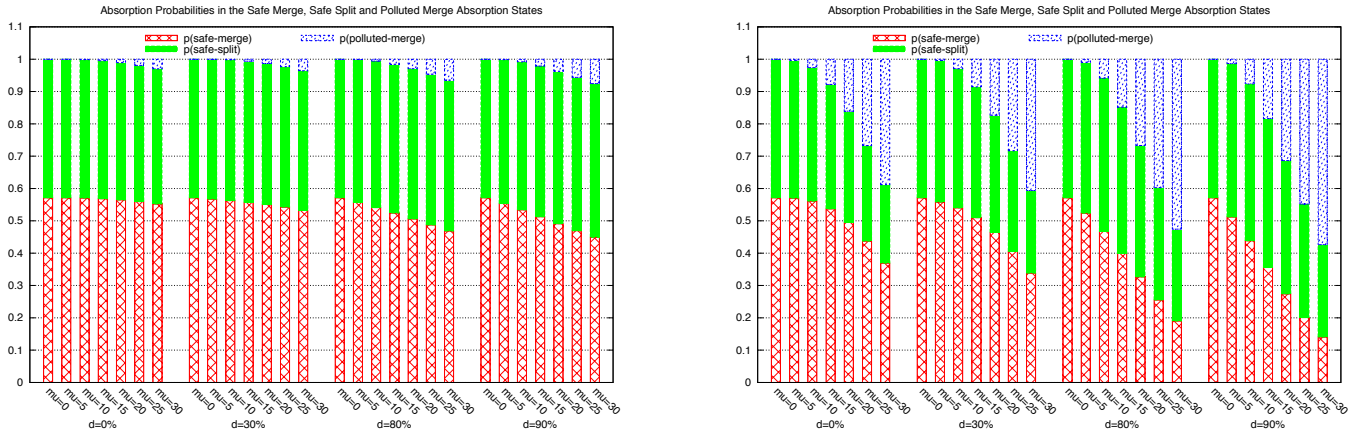 Absorption Probabilities in the Safe Merge, Safe Split and Polluted Merge Absorption States
p(safe-merge)
p(safe-split)
p(polluted-merge)
1.1
1
0.9
0.8
0.7
0.6
0.5
0.4
0.3
0.2
0.1
0
mu=0 mu=5 mu=10 mu=15 mu=20 mu=25 mu=30 mu=0 mu=5 mu=10 mu=15 mu=20 mu=25 mu=30 mu=0 mu=5 mu=10 mu=15 mu=20 mu=25 mu=30 mu=0 mu=5 mu=10 mu=15 mu=20 mu=25 mu=30
d=0% d=30% d=80% d=90%
Absorption Probabilities in the Safe Merge, Safe Split and Polluted Merge Absorption States
p(safe-merge)
p(safe-split)
p(polluted-merge)
1.1
1
0.9
0.8
0.7
0.6
0.5
0.4
0.3
0.2
0.1
0
mu=0 mu=5 mu=10 mu=15 mu=20 mu=25 mu=30 mu=0 mu=5 mu=10 mu=15 mu=20 mu=25 mu=30 mu=0 mu=5 mu=10 mu=15 mu=20 mu=25 mu=30 mu=0 mu=5 mu=10 mu=15 mu=20 mu=25 mu=30
d=0% d=30% d=80% d=90%